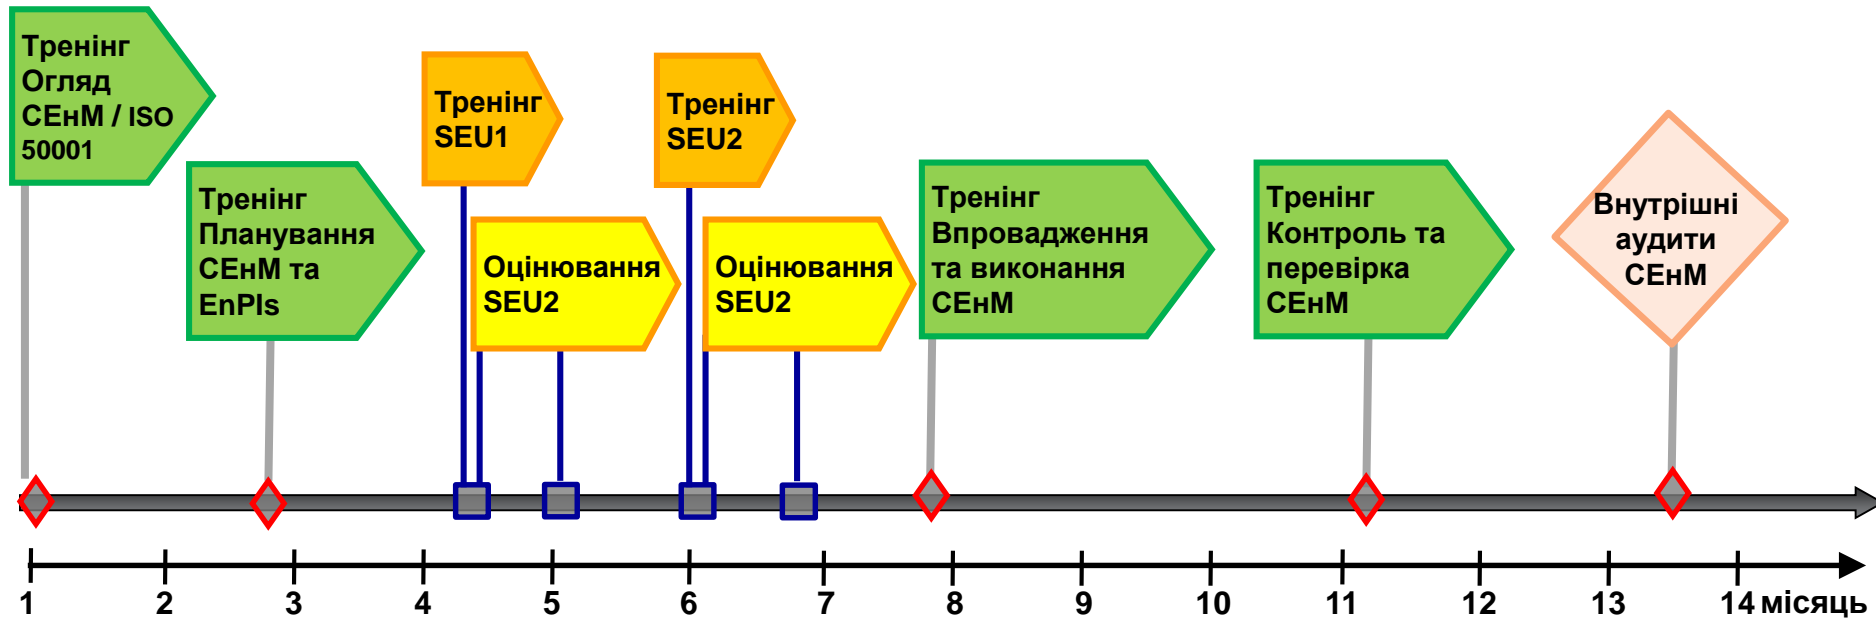 Тренінг
Огляд
СЕнМ / ISO
50001
Тренінг
Планування
СЕнМ та
EnPIs
Тренінг
SEU1
Оцінювання
SEU2
Тренінг
SEU2
Оцінювання
SEU2
Тренінг
Впровадження
та виконання
СЕнМ
Тренінг
Контроль та
перевірка
СЕнМ
Внутрішні
аудити
СЕнМ
1 2 3 4 5 6 7 8 9 10 11 12 13 14 місяць